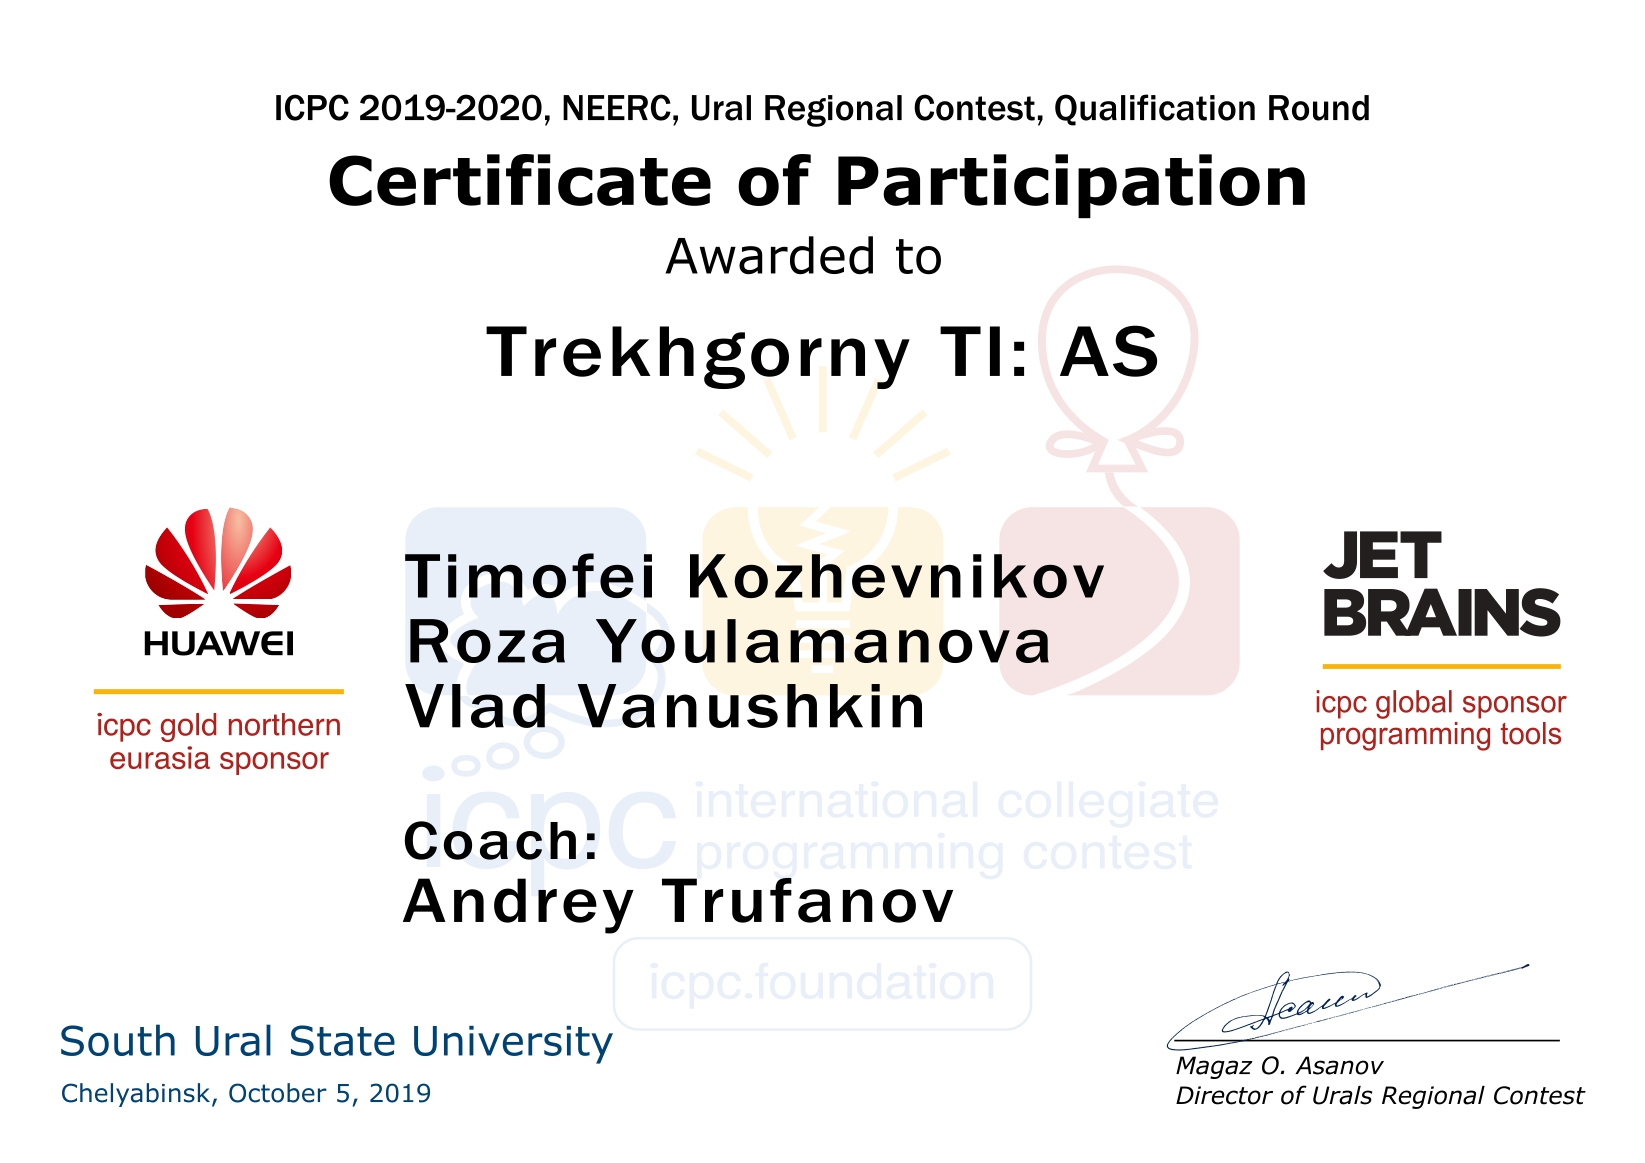 ICPC 2019-2020, NEERC, Ural Regional Contest, Qualification Round
Certificate of Participation
Awarded to
Trekhgorny TI: AS
HUAWEI
icpc gold northern
eurasia sponsor
Timofei Kozhevnikov
Roza Youlamanova
Vlad Vanushkin
JET
BRAINS
icpc global sponsor
programming tools
icpc
international collegiate
programming contest
Coach:
Andrey Trufanov
icpc.foundation
South Ural State University
Chelyabinsk, October 5, 2019
Magaz O. Asanov
Director of Urals Regional Contest